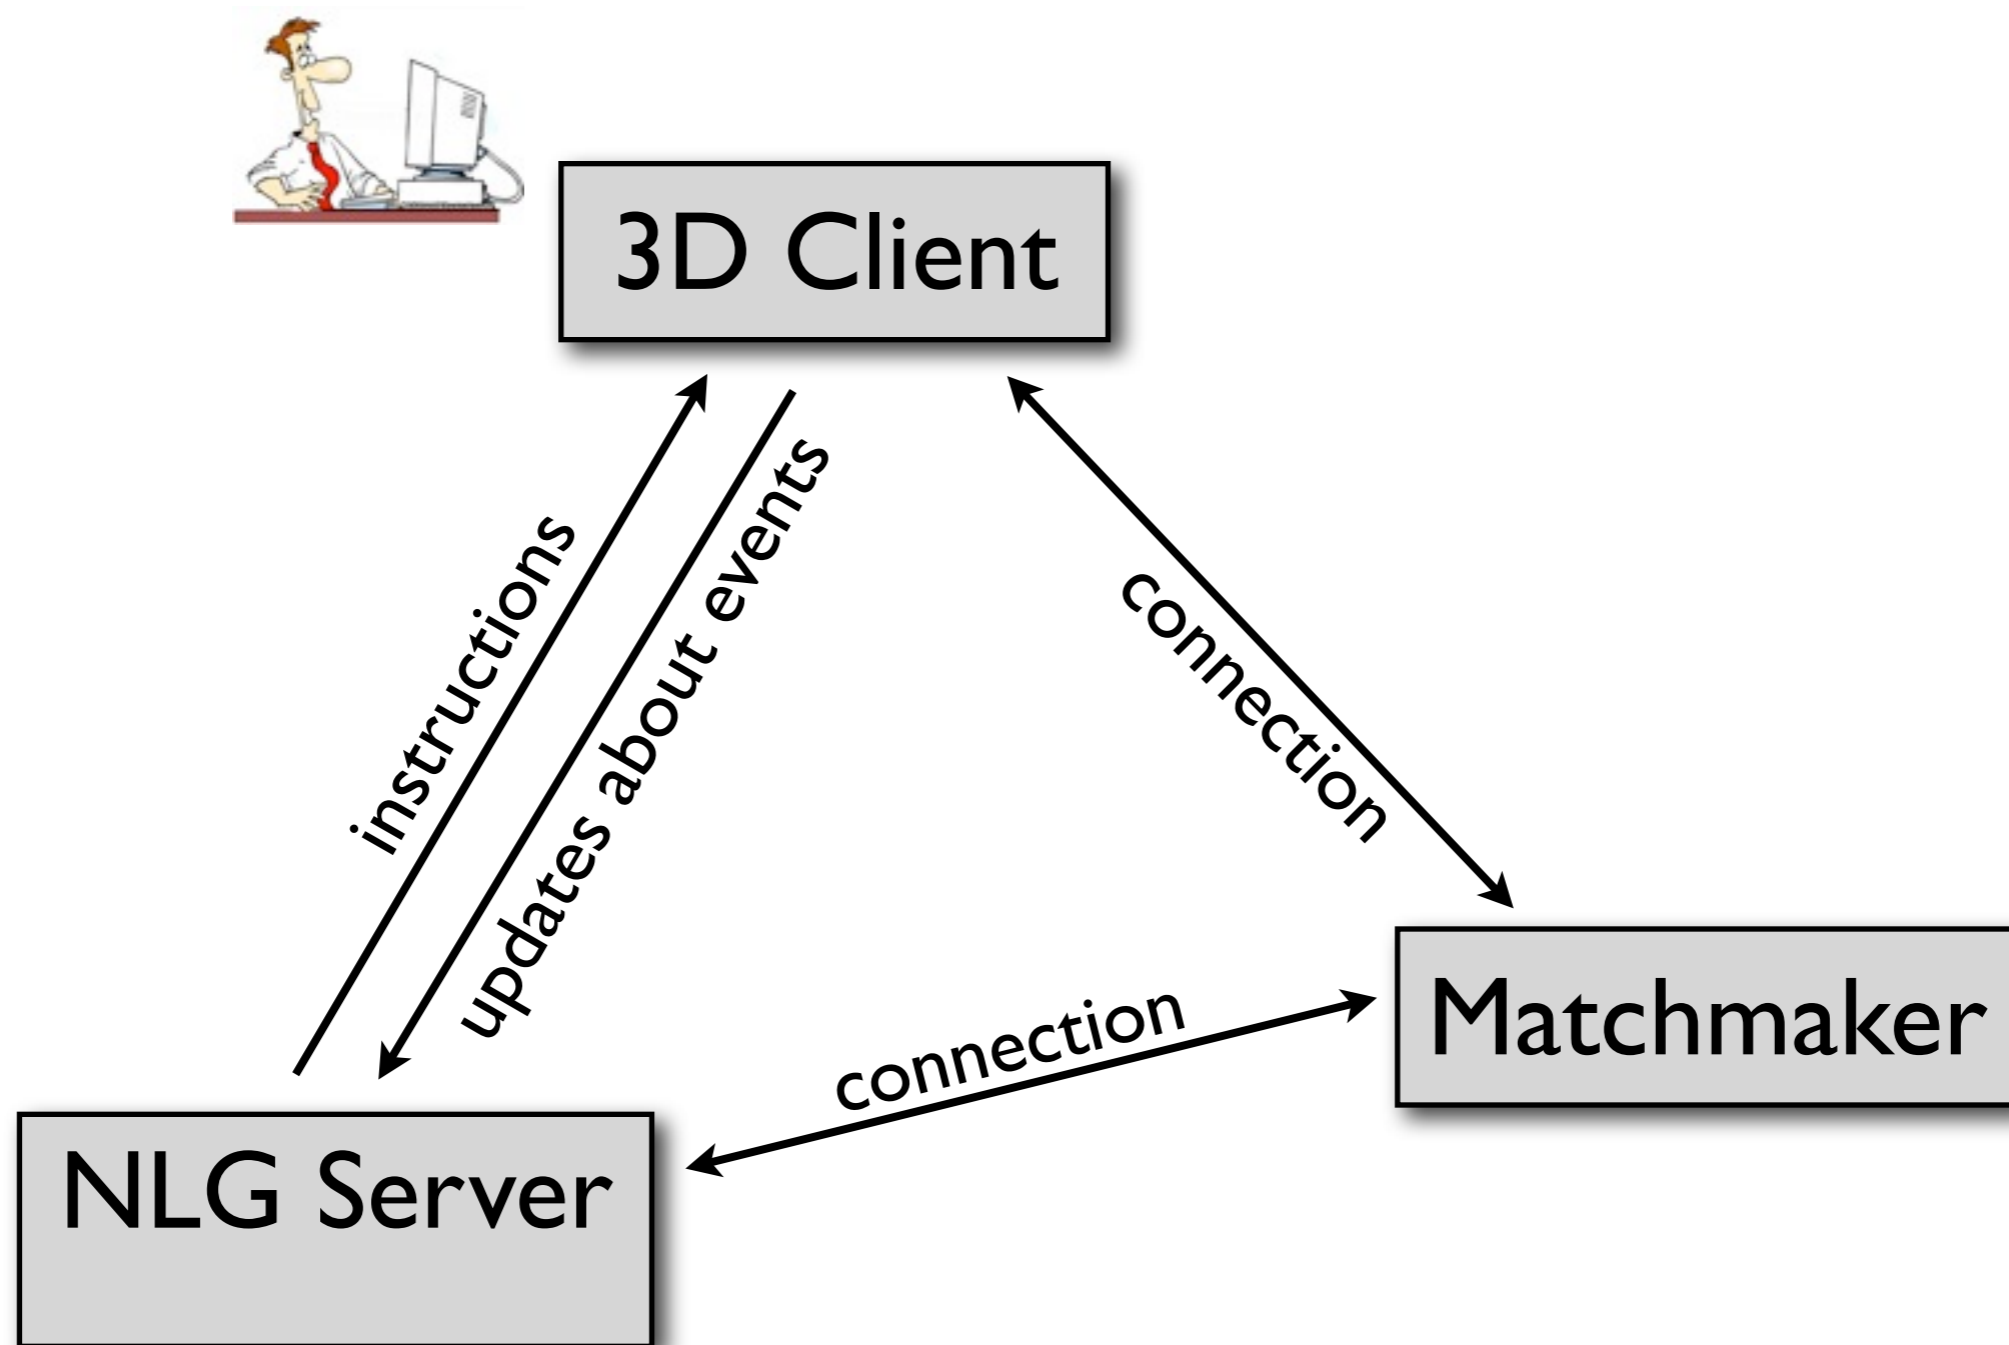 3D Client
instructions
updates about events
connection
connection
Matchmaker
NLG Server